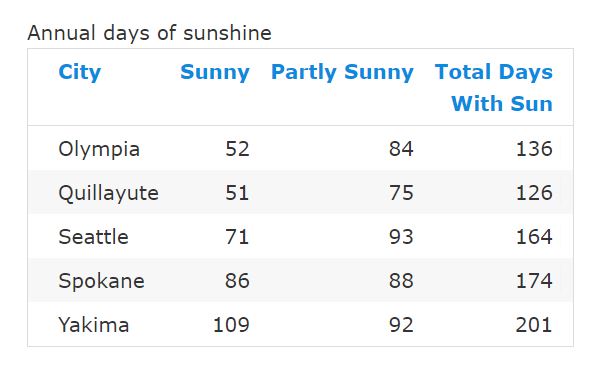 Annual days of sunshine
City Sunny Partly Sunny Total Days
With Sun
Olympia 52 84 136
Quillayute 51 75 126
Seattle 71 93 164
Spokane 86 88 174
Yakima 109 92 201